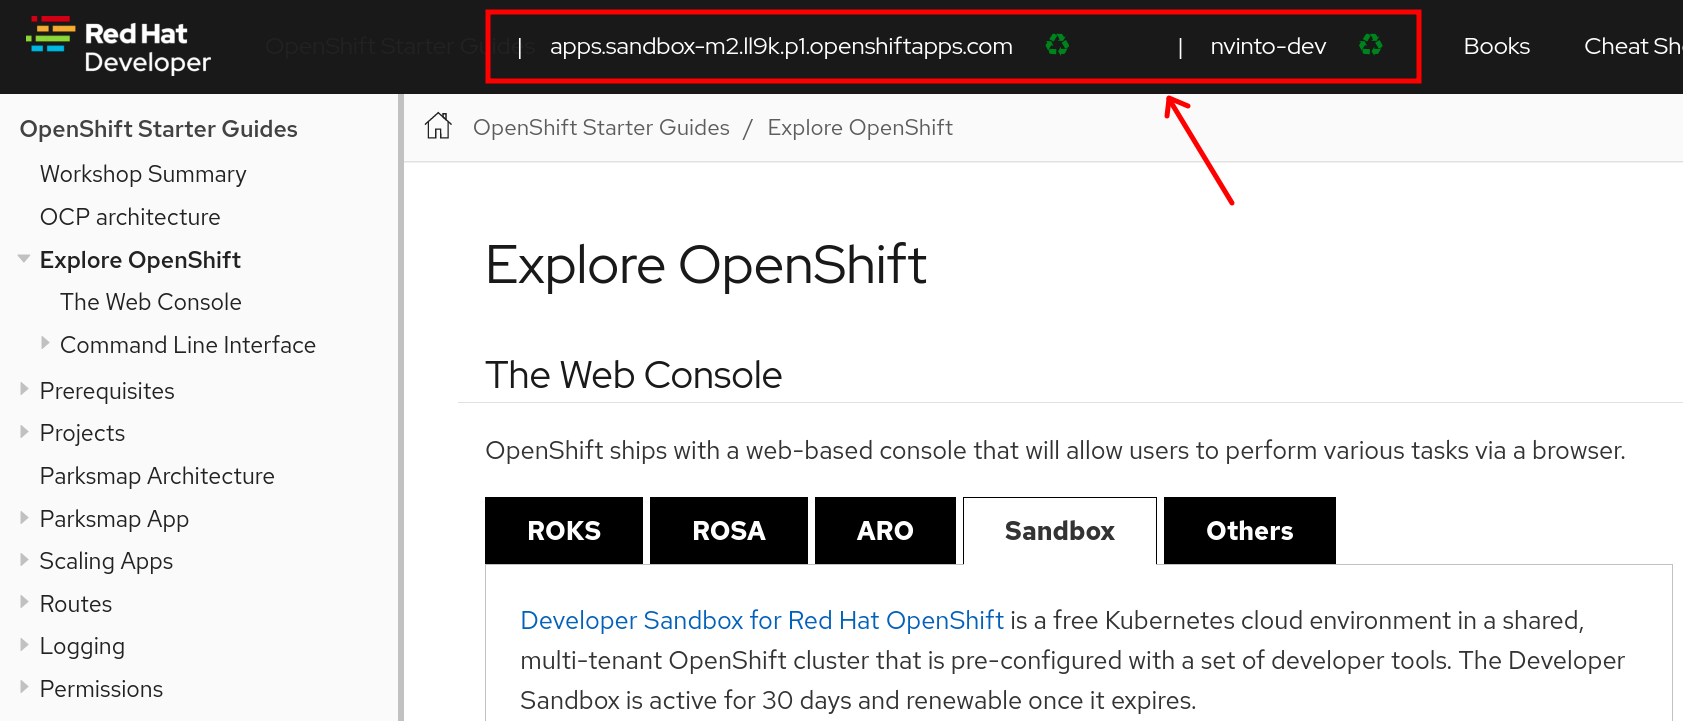 Red Hat
Developer
OpenShift Starter Guides
| apps.sandbox-m2.ll9k.p1.openshiftapps.com | nvinto-dev
Books
Cheat Sh
OpenShift Starter Guides
Workshop Summary
OCP architecture
Explore OpenShift
The Web Console
Command Line Interface
Prerequisites
Projects
Parksmap Architecture
Parksmap App
Scaling Apps
Routes
Logging
Permissions
OpenShift Starter Guides / Explore OpenShift
Explore OpenShift
The Web Console
OpenShift ships with a web-based console that will allow users to perform various tasks via a browser.
ROKS ROSA ARO Sandbox Others
Developer Sandbox for Red Hat OpenShift is a free Kubernetes cloud environment in a shared,
multi-tenant OpenShift cluster that is pre-configured with a set of developer tools. The Developer
Sandbox is active for 30 days and renewable once it expires.